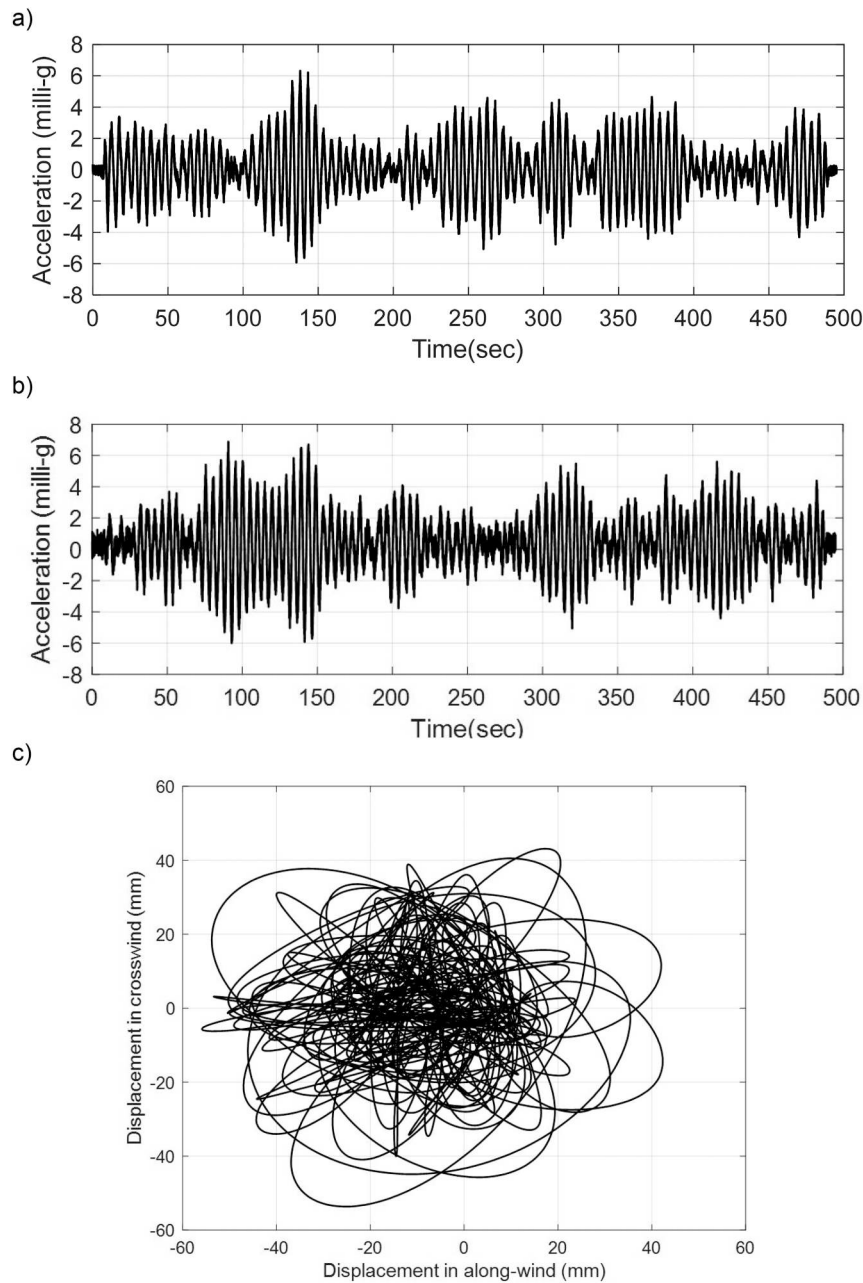 a)
8
6
4
2
0
-2
-4
-6
-8
Acceleration (milli-g)
0 50 100 150 200 250 300 350 400 450 500
Time(sec)
b)
8
6
4
2
0
-2
-4
-6
-8
Acceleration (milli-g)
0 50 100 150 200 250 300 350 400 450 500
Time(sec)
c)
60
40
20
0
-20
-40
-60
Displacement in crosswind (mm)
-60 -40 -20 0 20 40 60
Displacement in along-wind (mm)